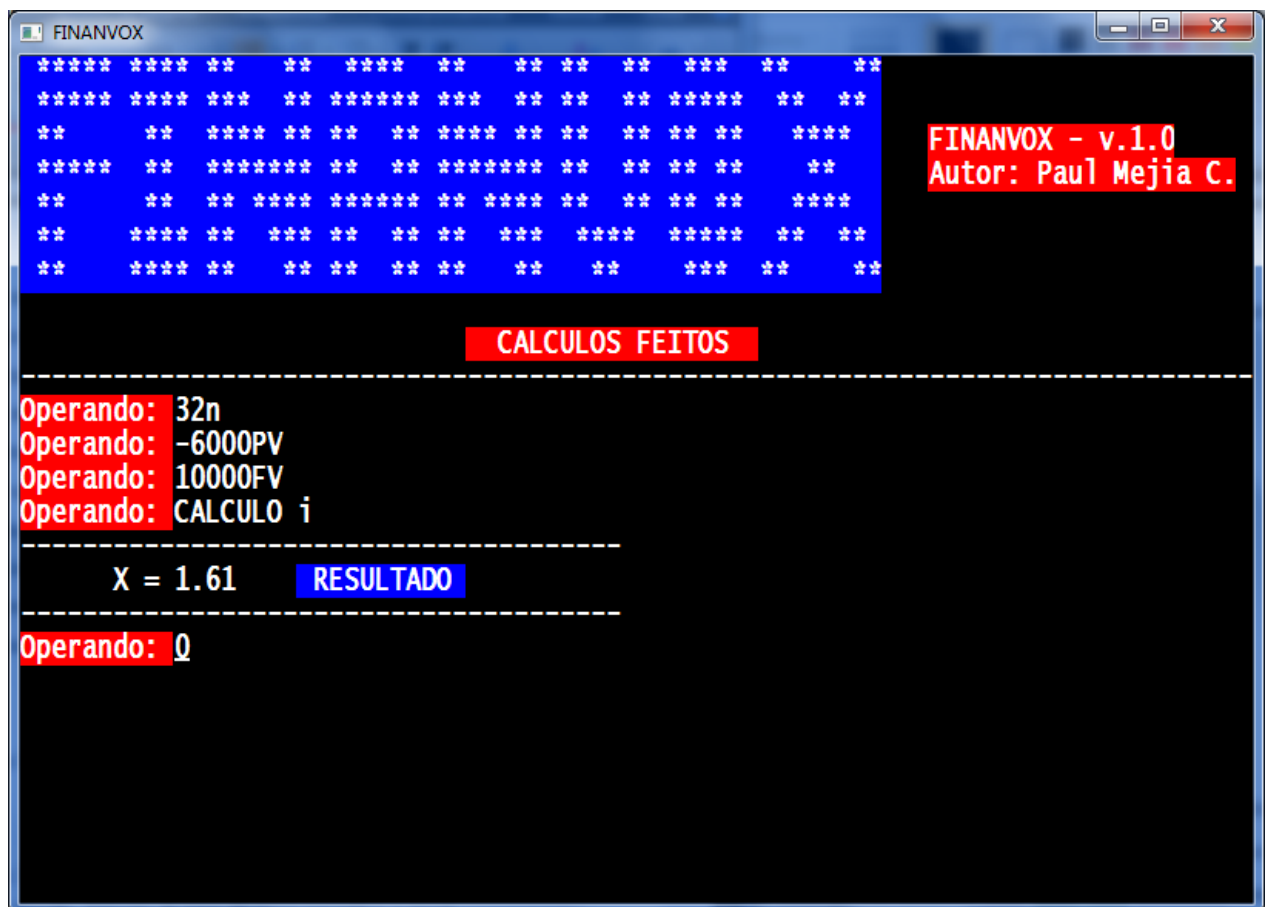 FINANVOX
FINANVOX - v.1.0
Autor: Paul Mejia C.
CALCULOS FEITOS
Operando: 32n
Operando: -6000PV
Operando: 10000FV
Operando: CALCULO i
X = 1.61 RESULTADO
Operando: 0